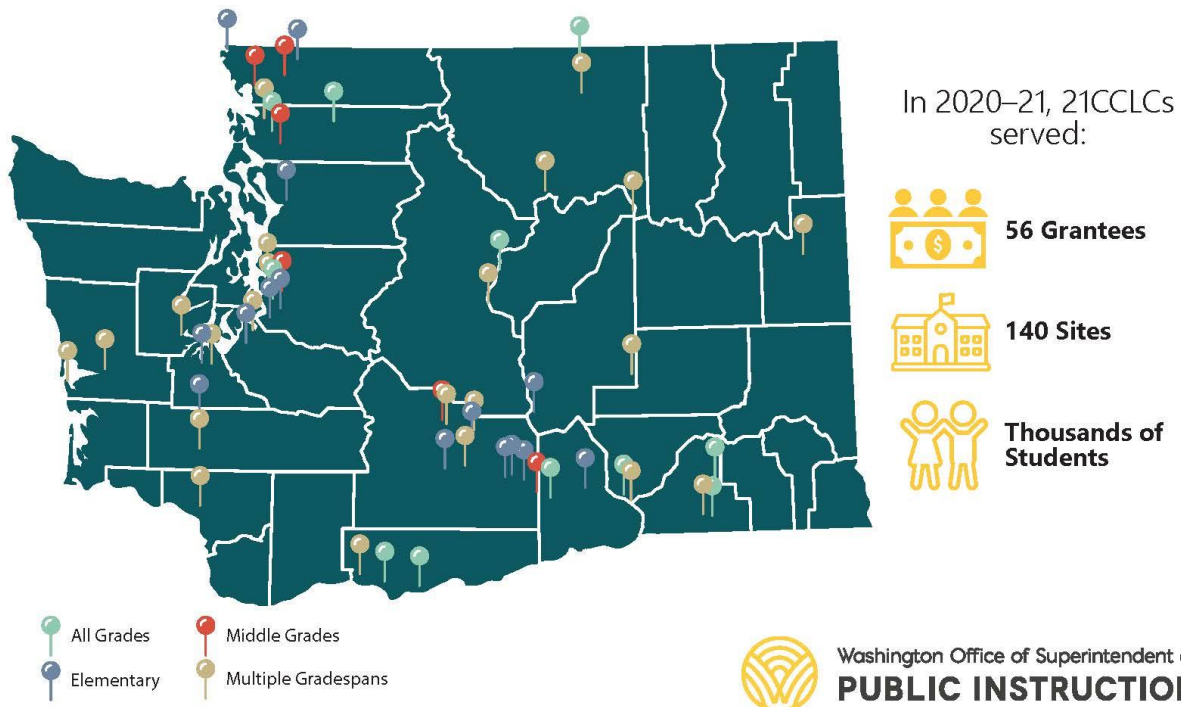 In 2020–21, 21CCLCs
served:
$
56 Grantees
140 Sites
Thousands of
Students
All Grades
Middle Grades
Elementary
Multiple Gradespans
Washington Office of Superintendent
PUBLIC INSTRUCTION